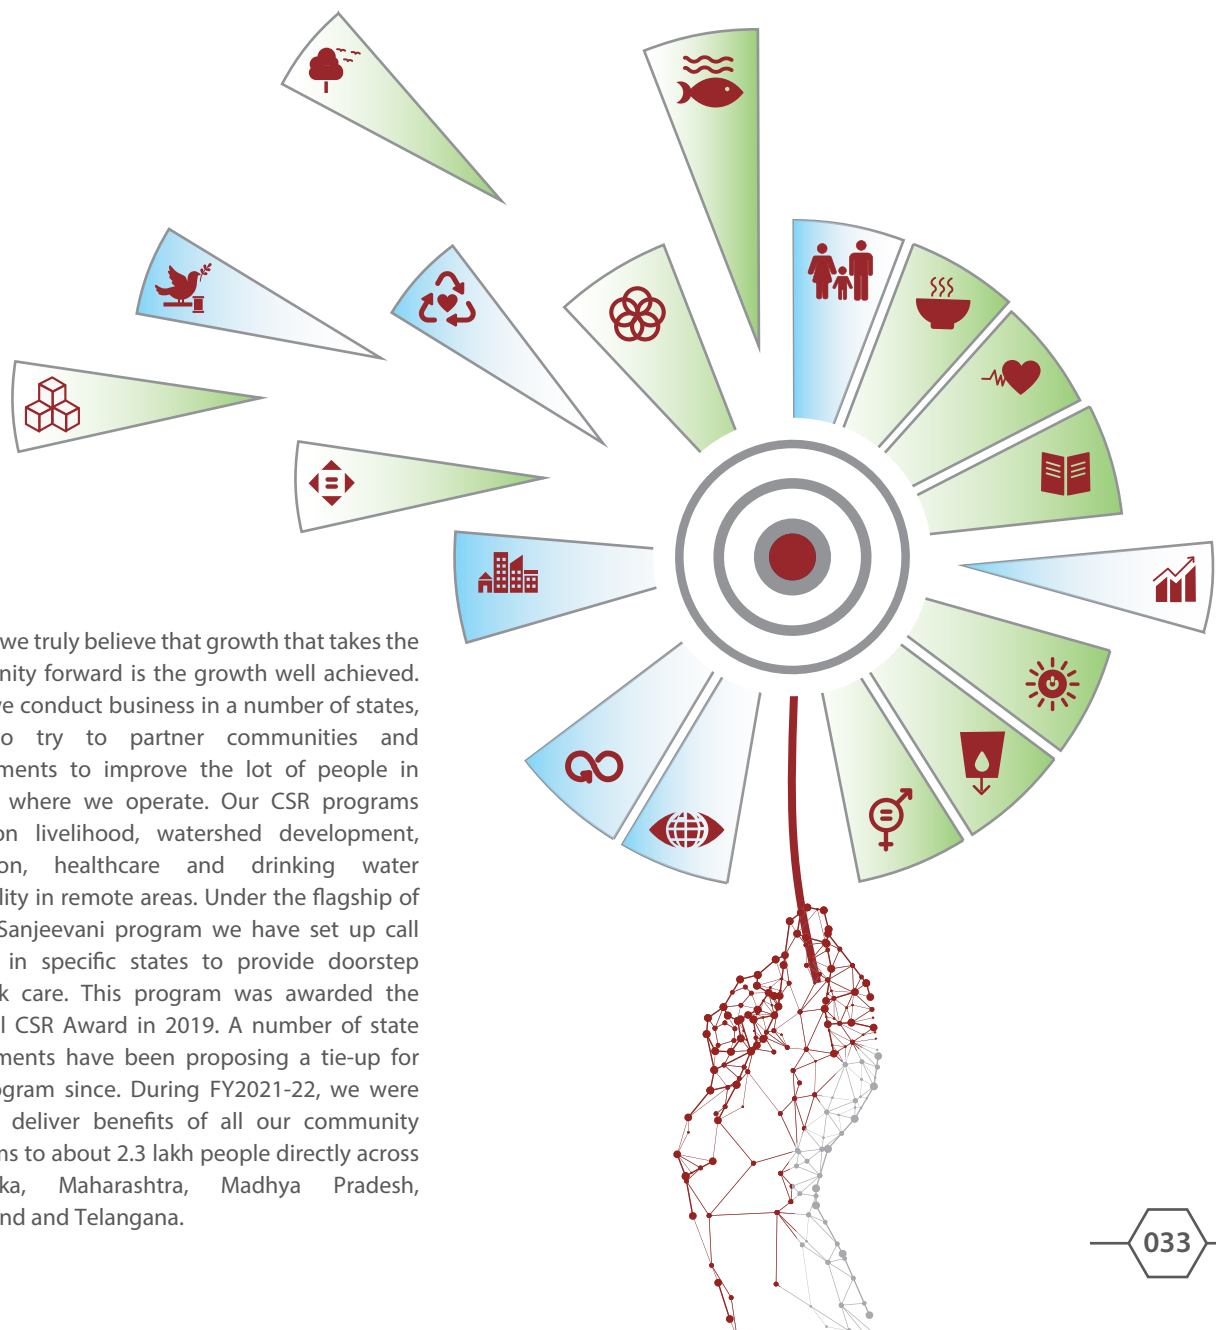 we truly believe that growth that takes the
nity forward is the growth well achieved.
ve conduct business in a number of states,
o try to partner communities and
ments to improve the lot of people in
where we operate. Our CSR programs
on livelihood, watershed development,
on, healthcare and drinking water
lity in remote areas. Under the flagship of
Sanjeevani program we have set up call
in specific states to provide doorstep
k care. This program was awarded the
l CSR Award in 2019. A number of state
ments have been proposing a tie-up for
gram since. During FY2021-22, we were
deliver benefits of all our community
ns to about 2.3 lakh people directly across
ka, Maharashtra, Madhya Pradesh,
nd and Telangana.
033